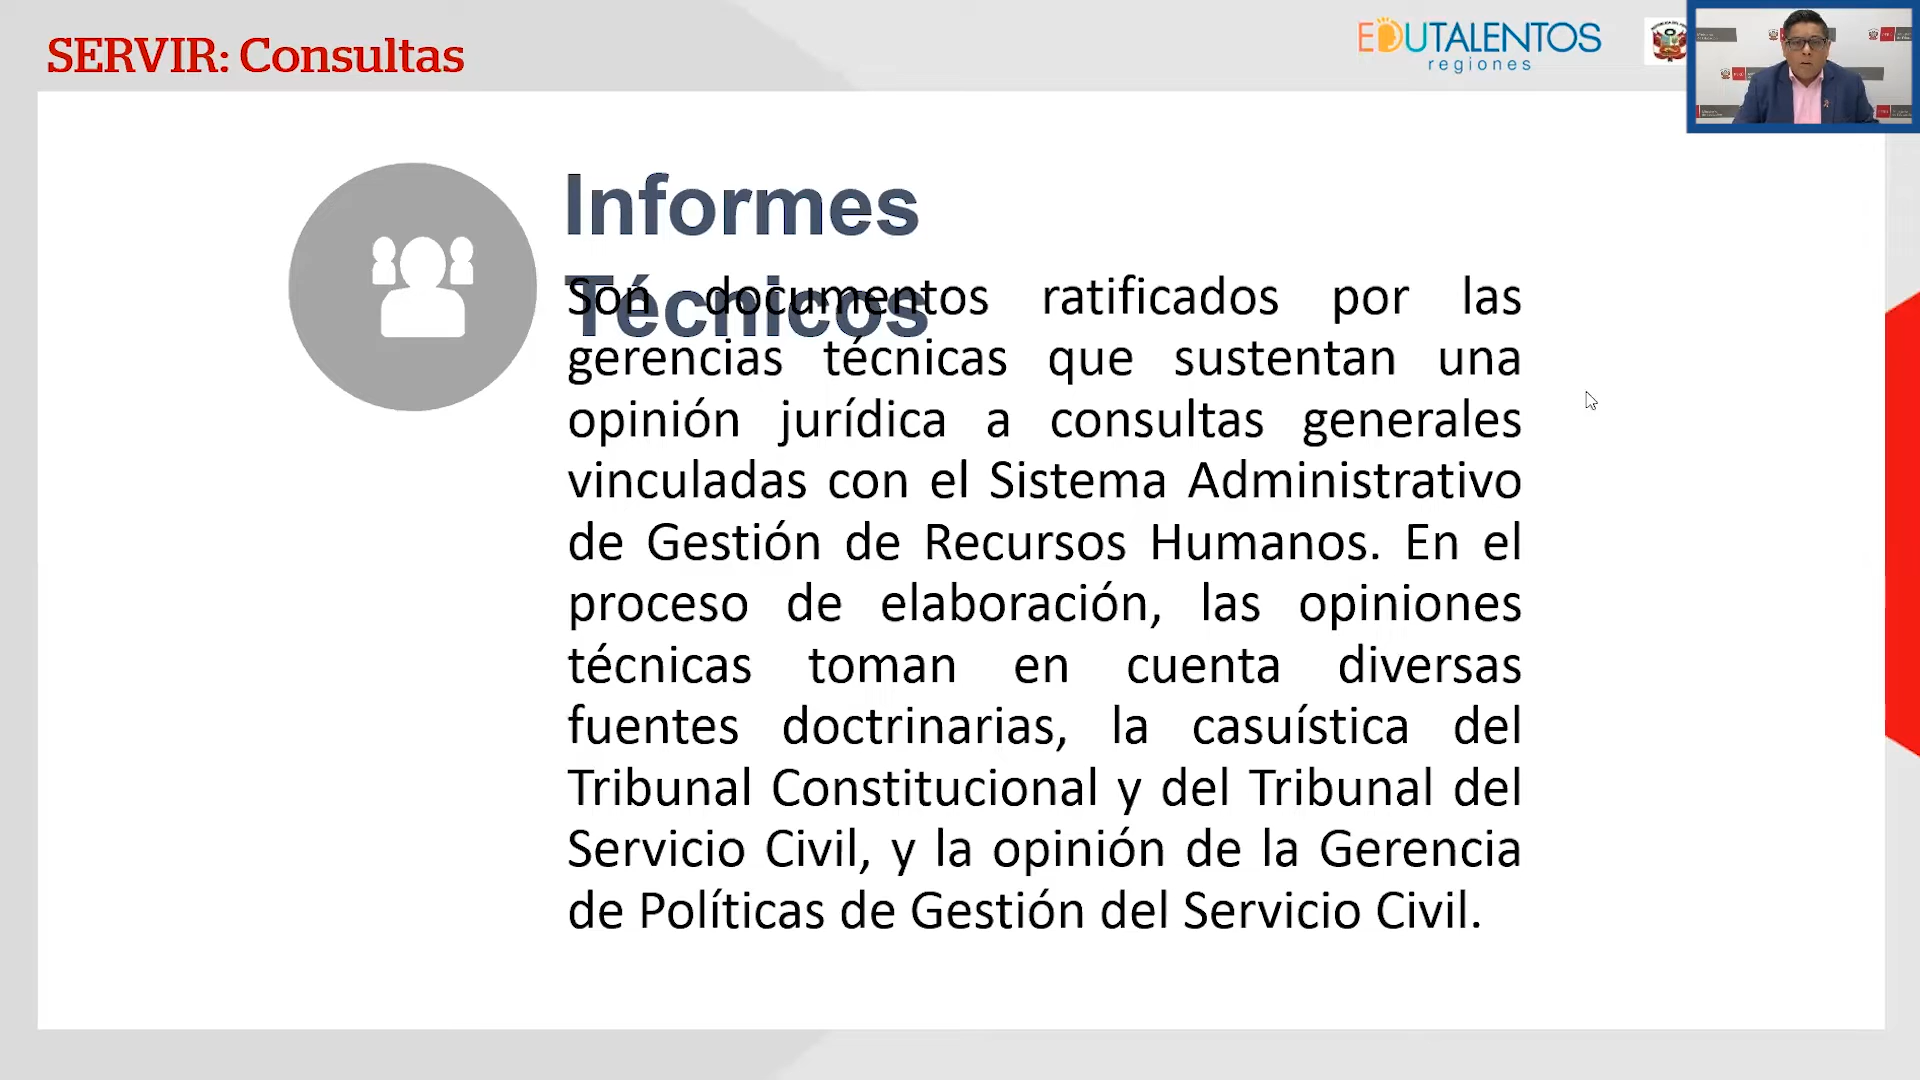 SERVIR: Consultas
EDUTALENTOS
regiones
Informes
Técnicos
Son documentos ratificados por las
gerencias técnicas que sustentan una
opinión jurídica a consultas generales
vinculadas con el Sistema Administrativo
de Gestión de Recursos Humanos. En el
proceso de elaboración, las opiniones
técnicas toman en cuenta diversas
fuentes doctrinarias, la casuística del
Tribunal Constitucional y del Tribunal del
Servicio Civil, y la opinión de la Gerencia
de Políticas de Gestión del Servicio Civil.